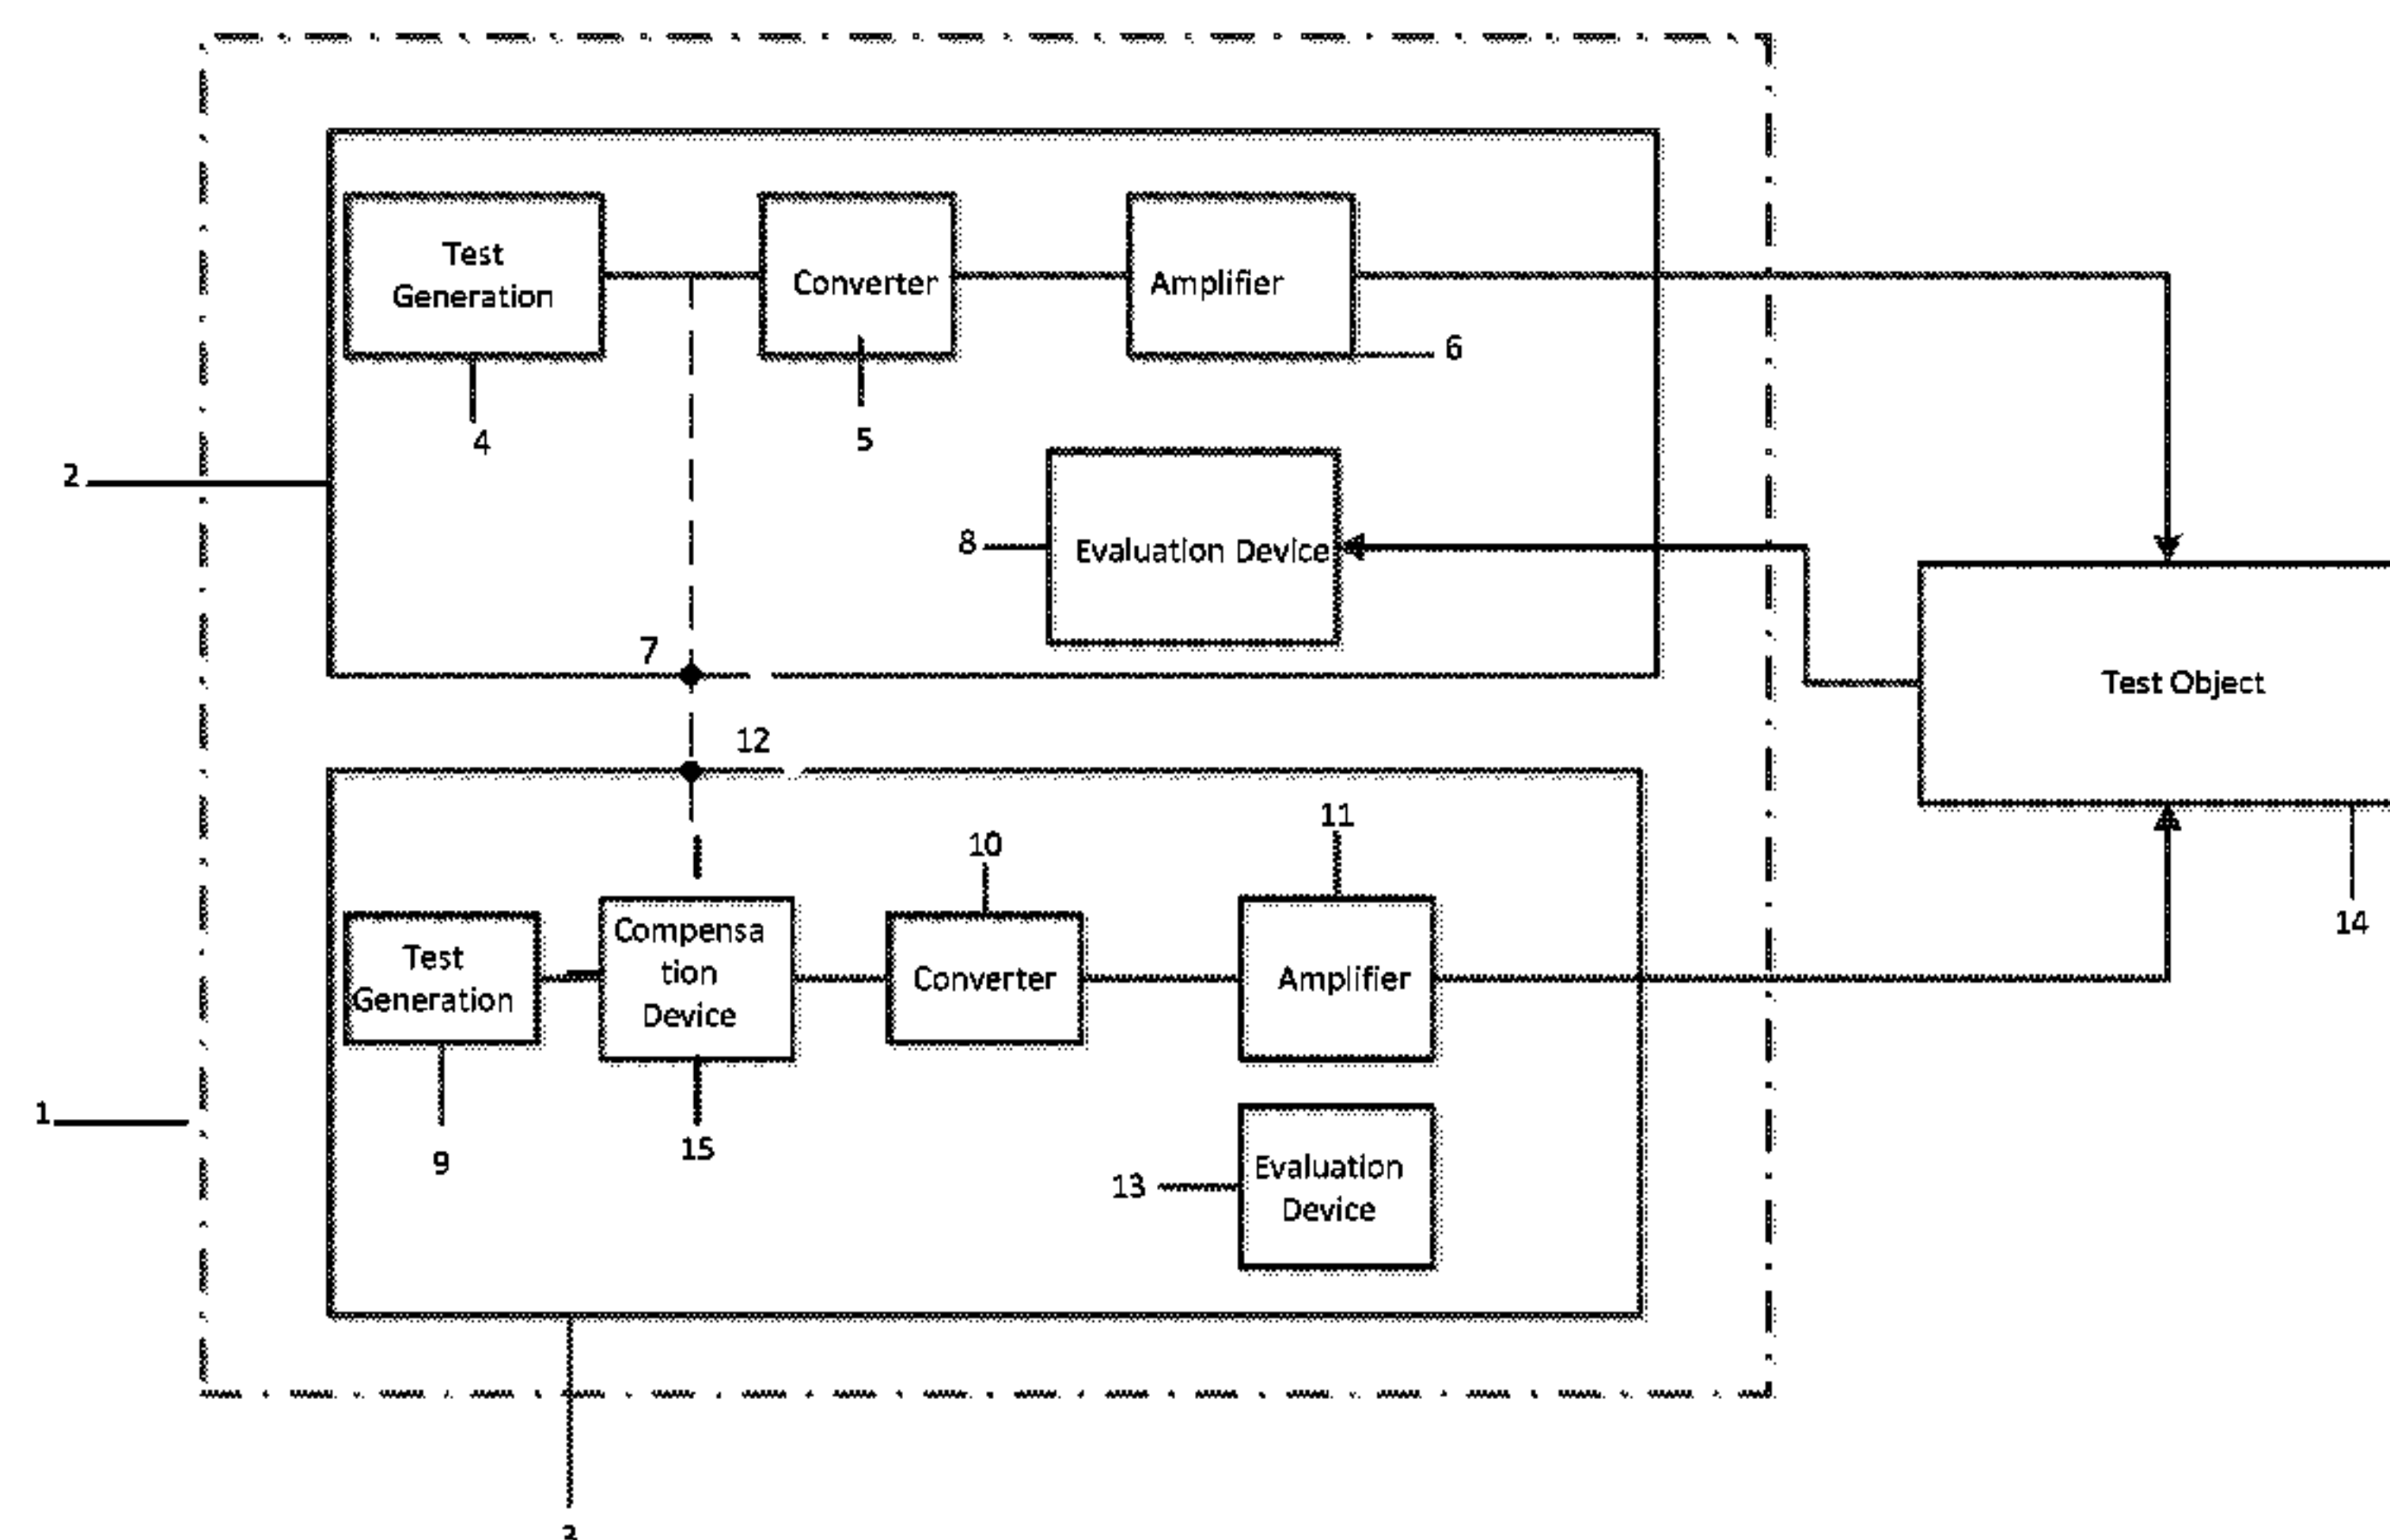 Test
Generation
Converter
Amplifier
6
4
5
2
8
Evaluation Device
7
Test Object
12
11
10
14
Compensa
tion
Device
Test
Generation
Converter
Amplifier
1
9
15
13
Evaluation
Device
3